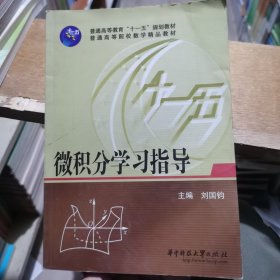 普通高等教育“十一五”规划教材
普通高等院校数学精品教材
十一五
微积分学习指导
主编 刘国钧
华中科技大学出版社